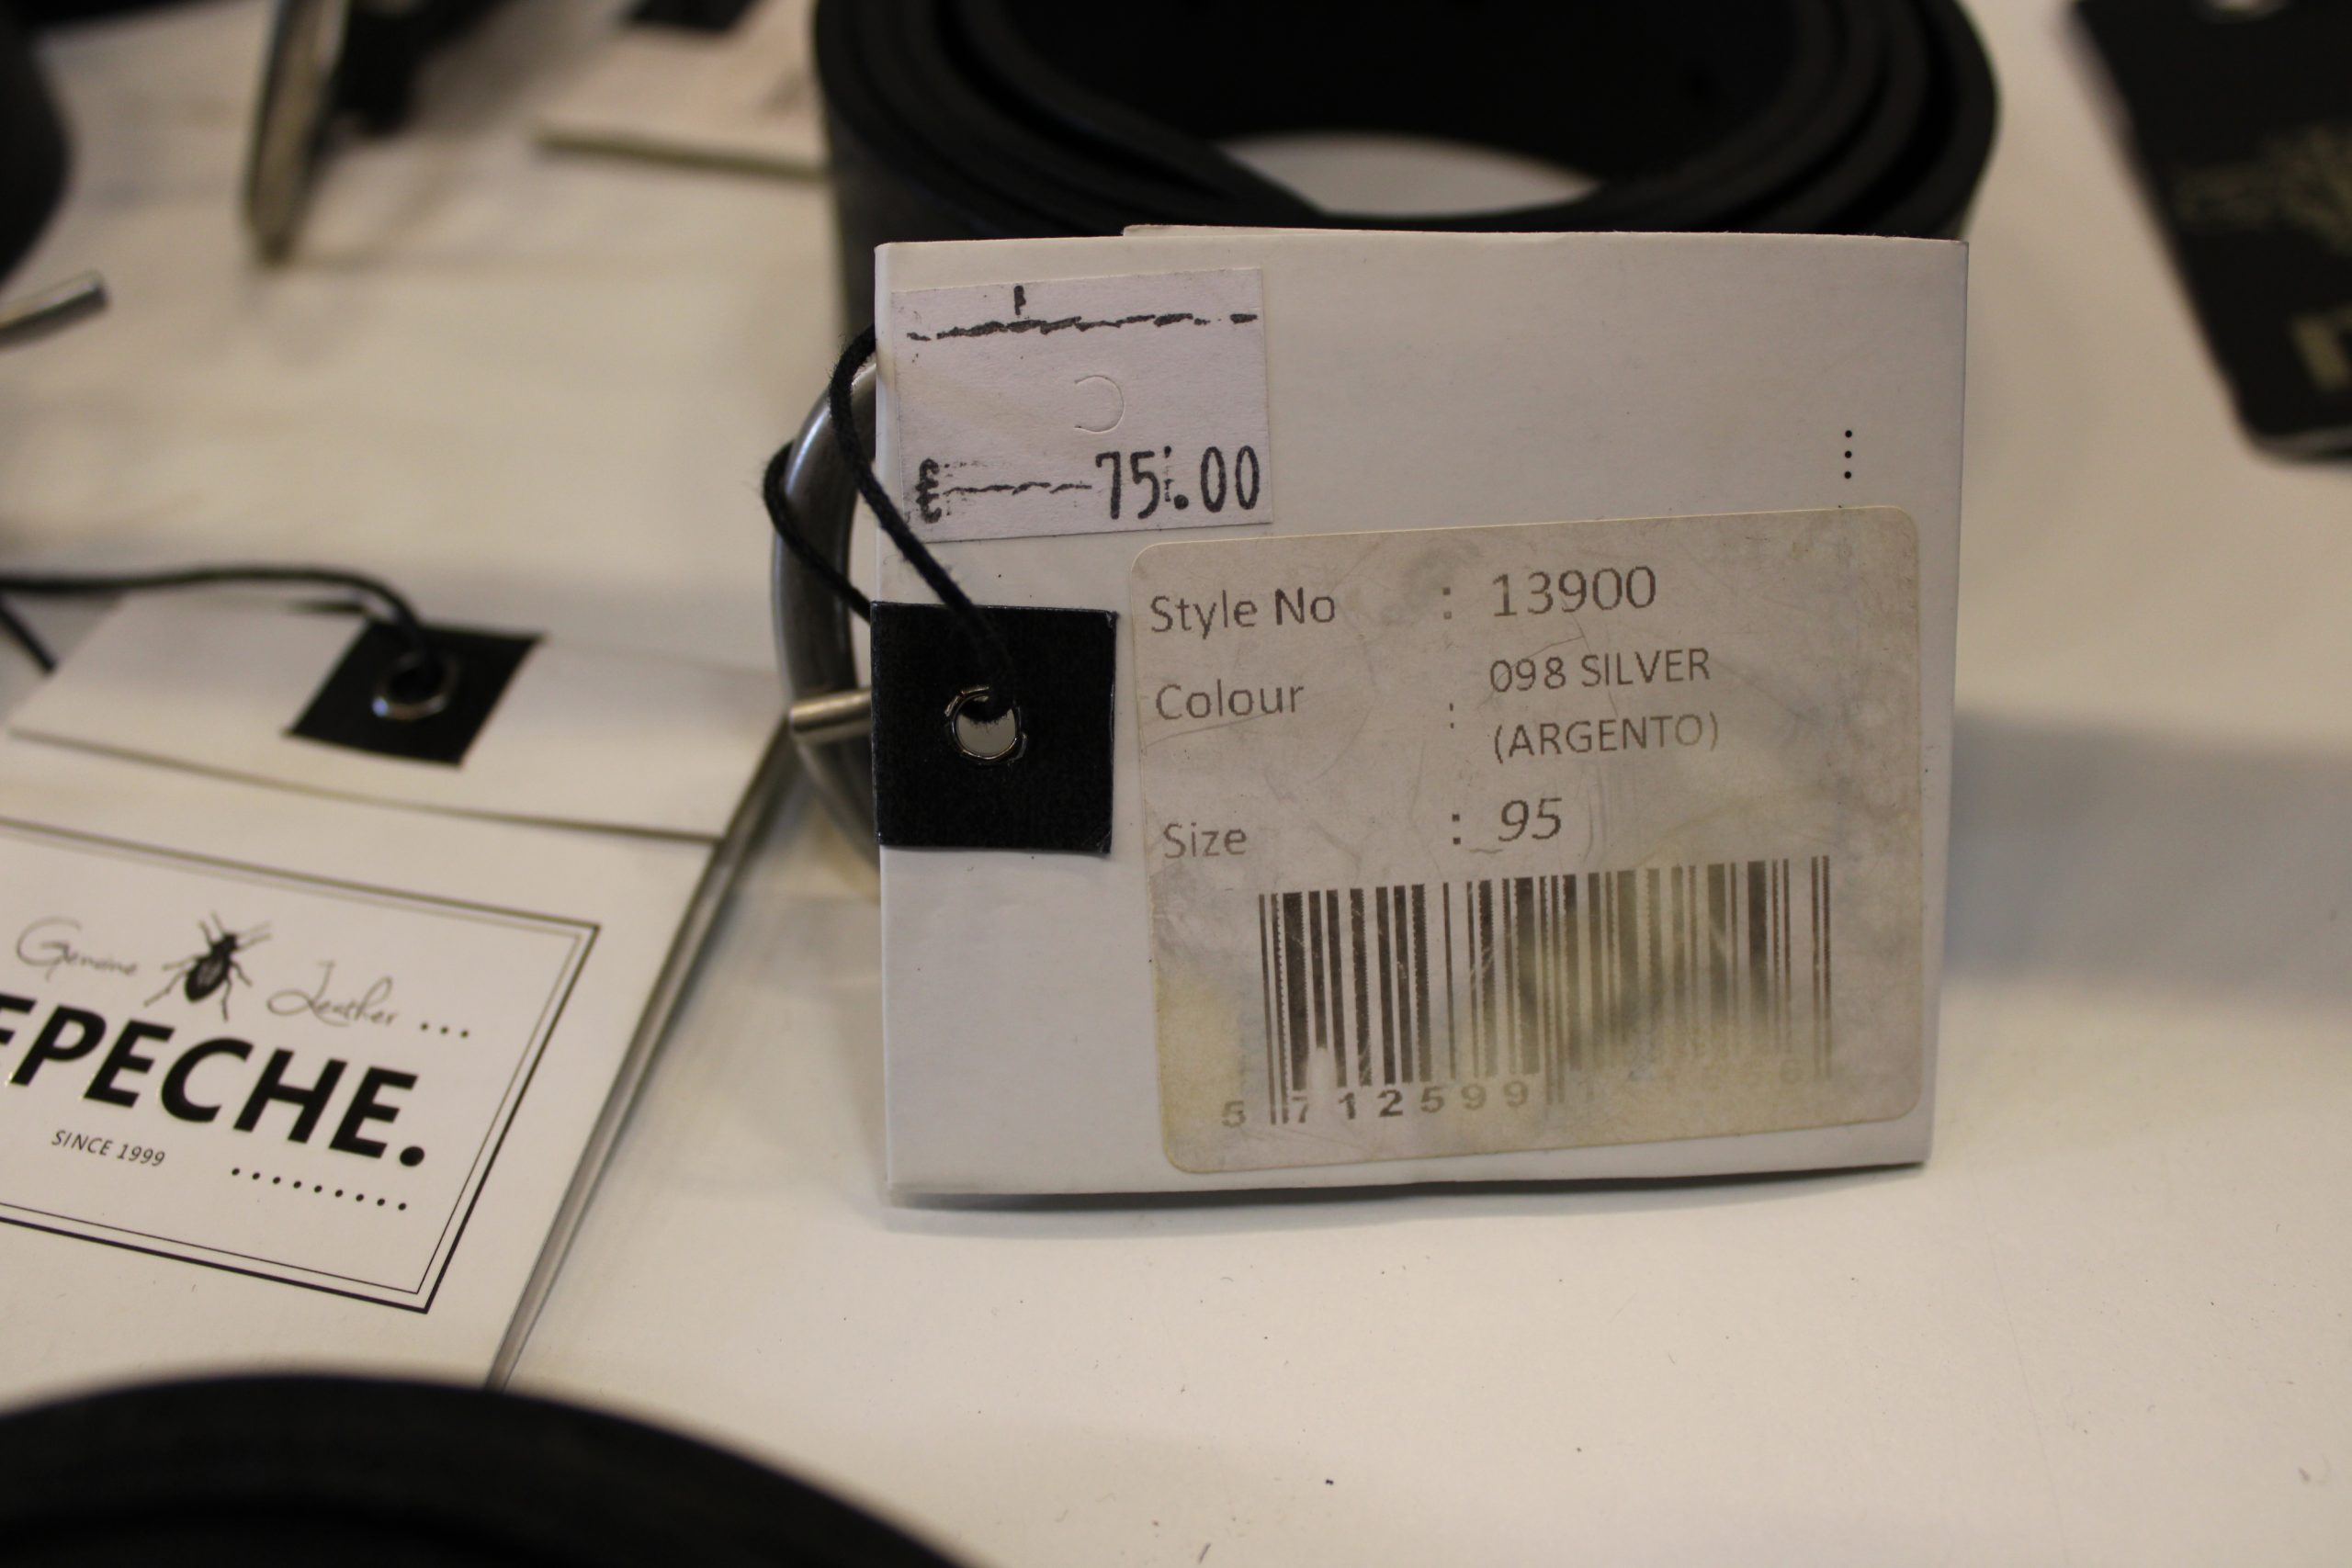 € 75.00
Style No : 13900
Colour : 098 SILVER
(ARGENTO)
Size : 95
5 712599
Genuine Leather ...
EPECHE.
SINCE 1999